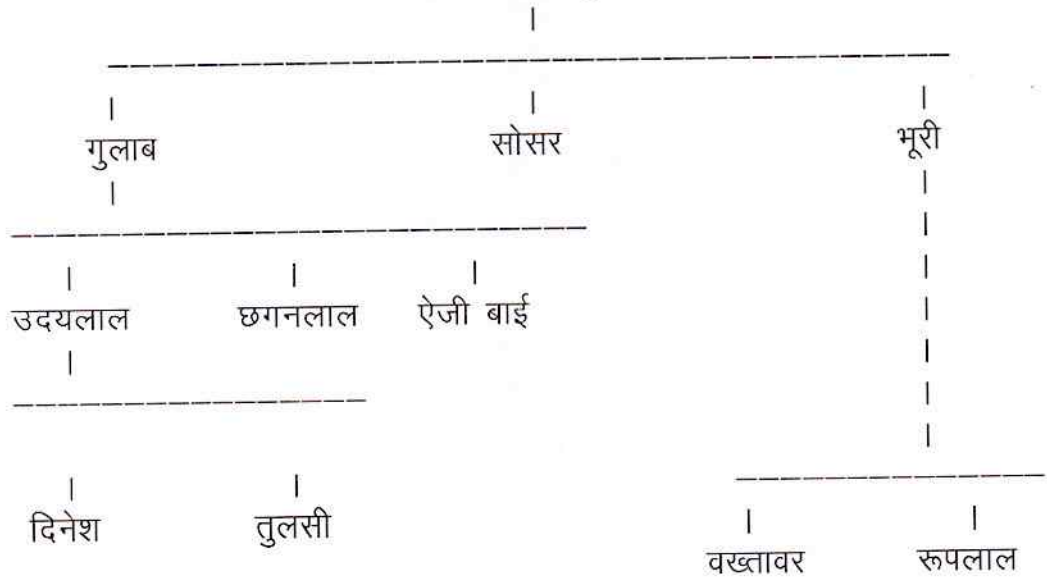 गुलाब सोसर भूरी
उदयलाल छगनलाल ऐजी बाई
दिनेश तुलसी
वख्तावर रूपलाल